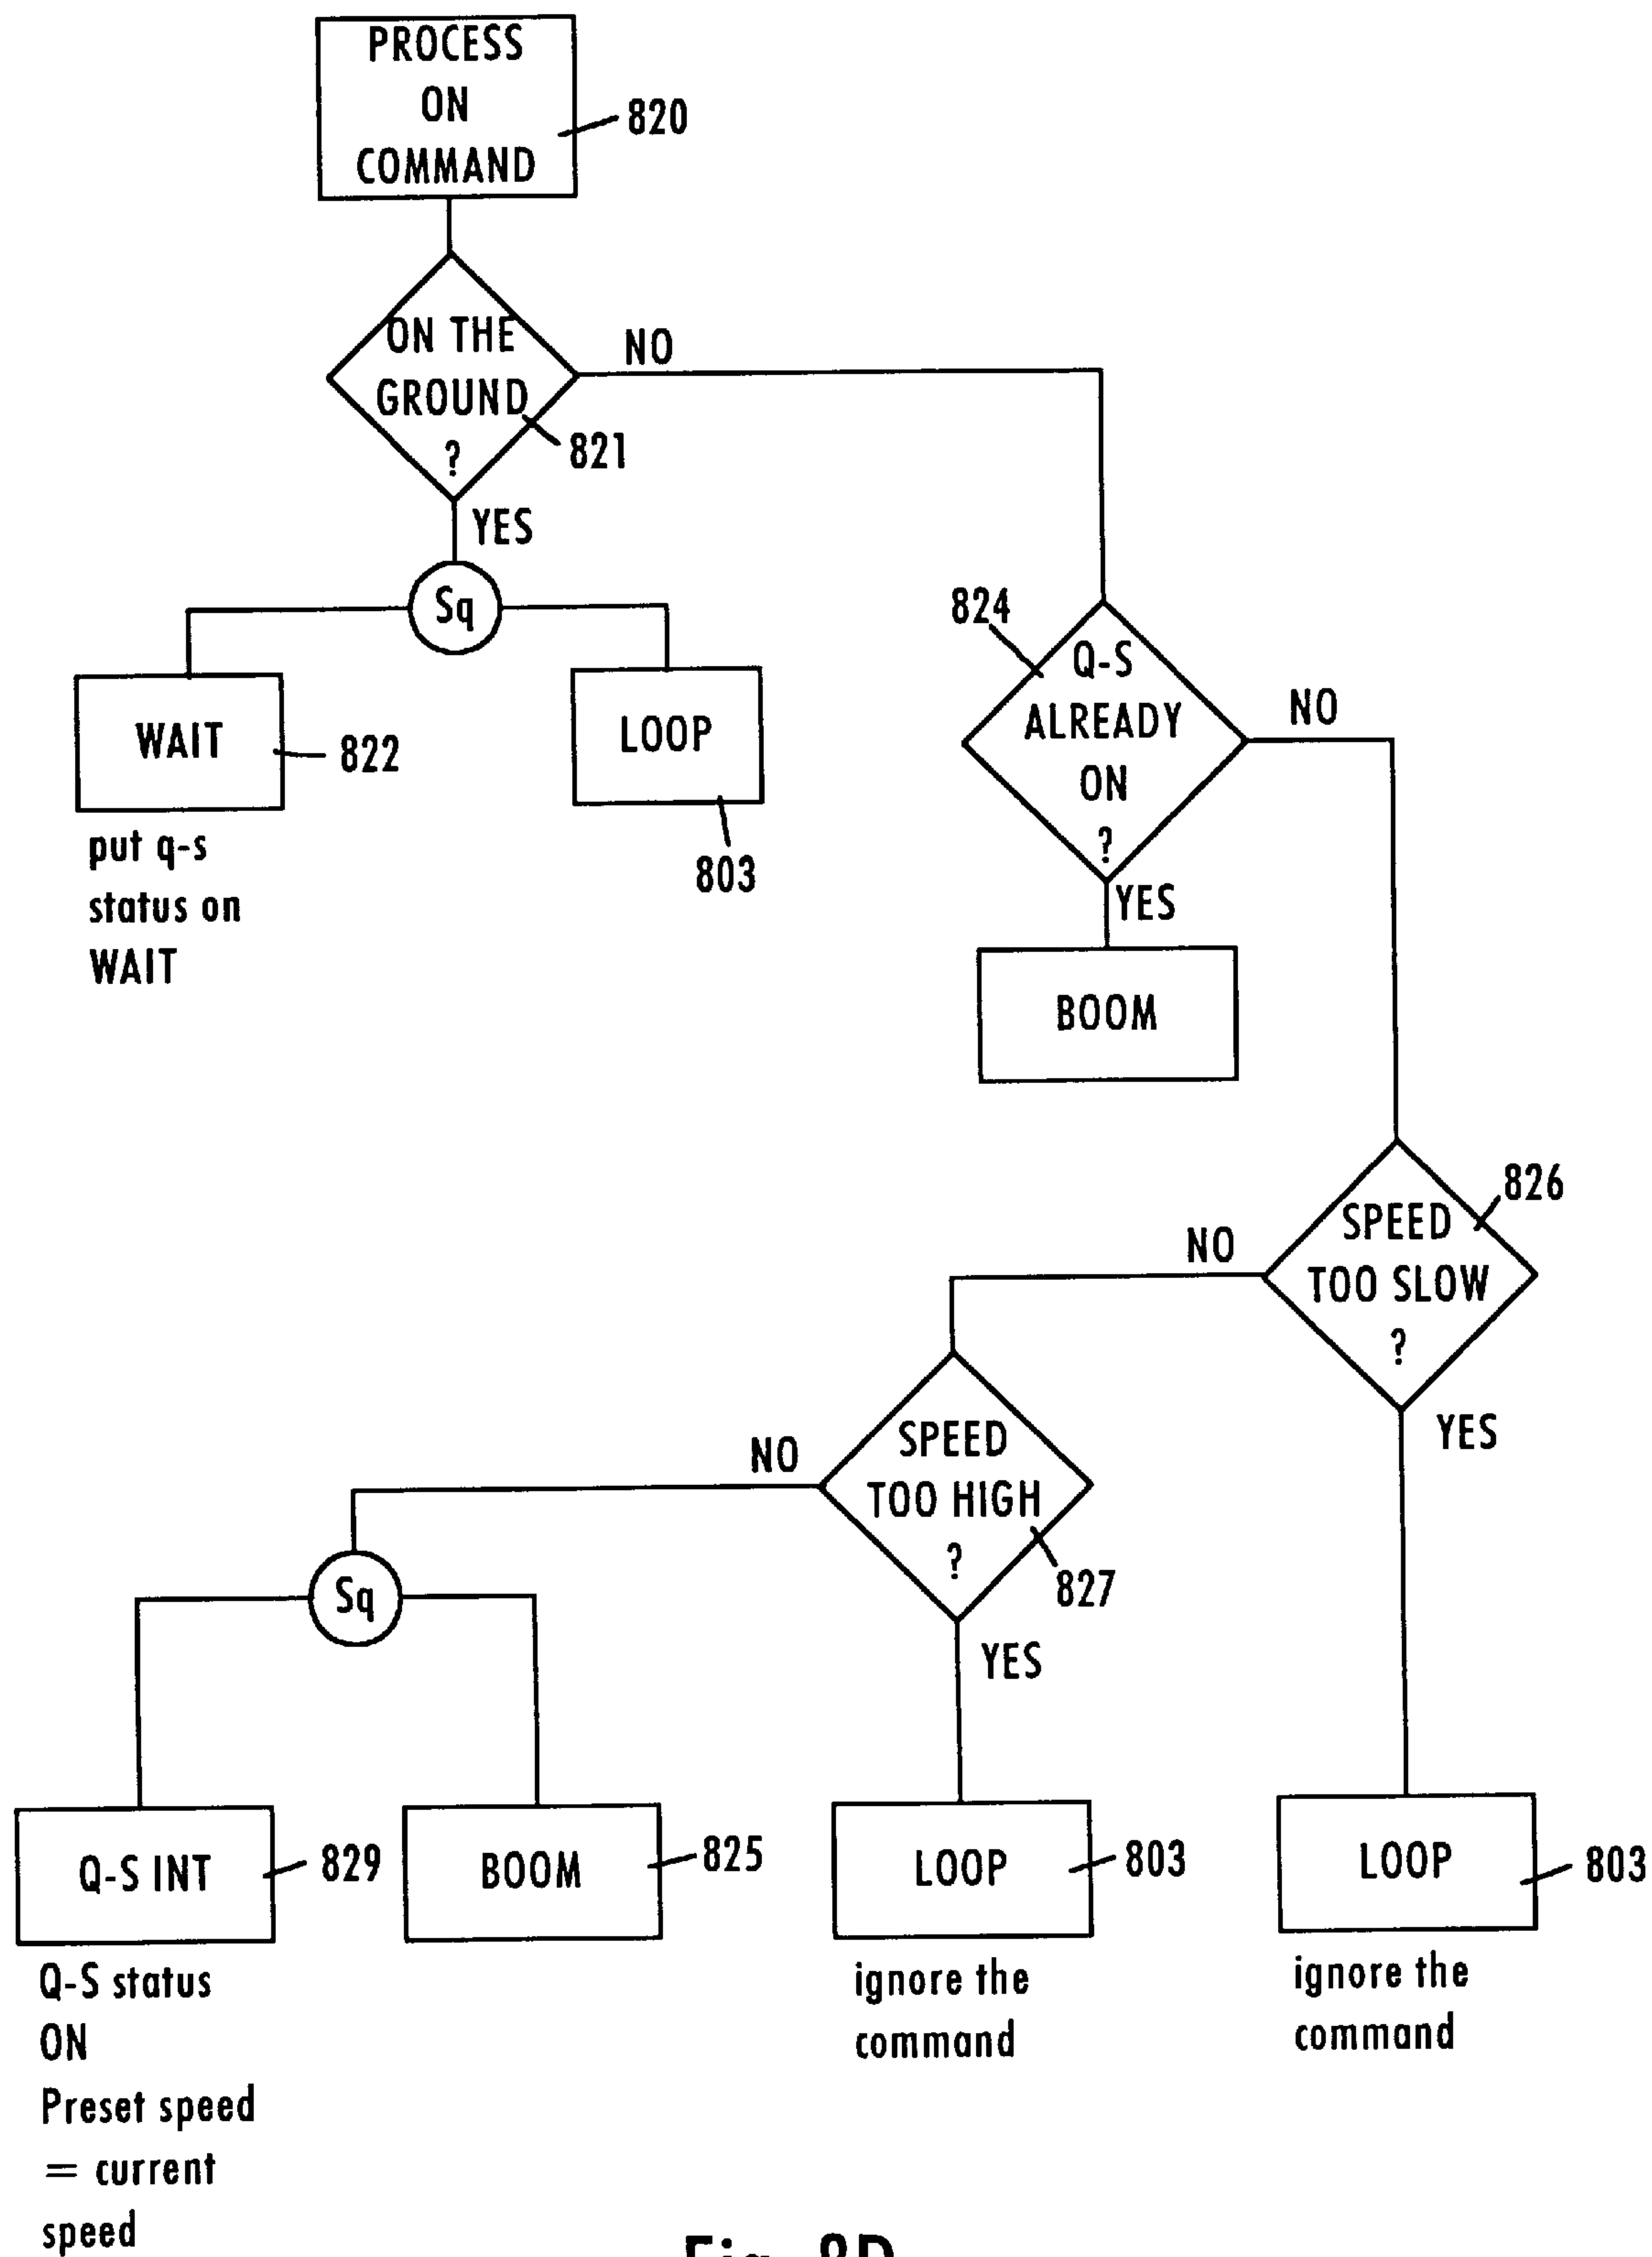 PROCESS
ON
COMMAND
820
ON THE
GROUND
?
821
NO
YES
Sq
WAIT
822
put q-s
status on
WAIT
LOOP
803
824
Q-S
ALREADY
ON
?
NO
YES
BOOM
826
SPEED
TOO SLOW
?
NO
YES
SPEED
TOO HIGH
?
827
NO
YES
Sq
Q-S INT
829
Q-S status
ON
Preset speed
= current
speed
BOOM
825
LOOP
803
ignore the
command
LOOP
803
ignore the
command